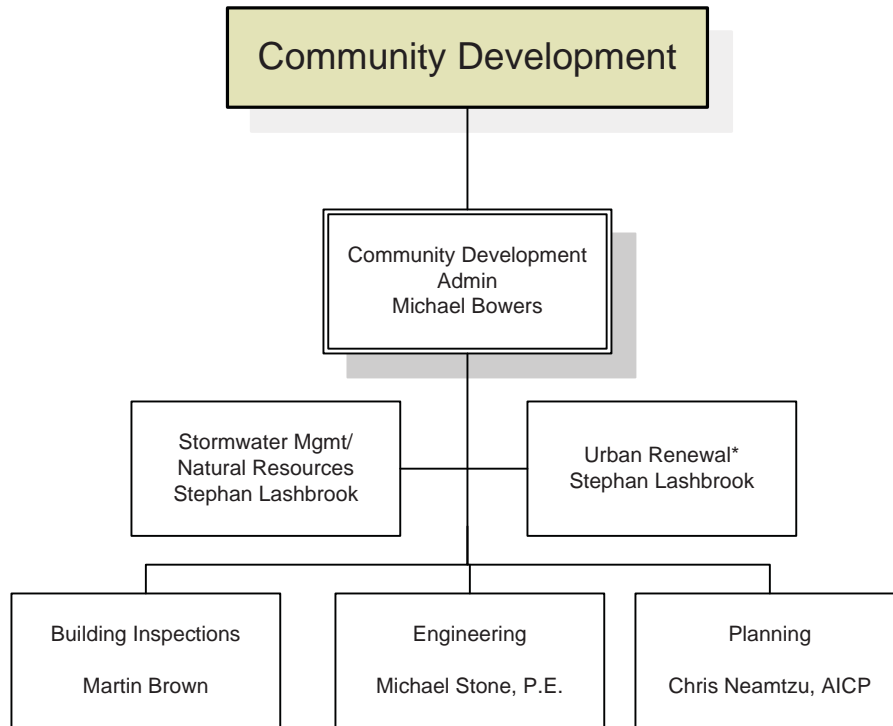 Community Development
Community Development
Admin
Michael Bowers
Stormwater Mgmt/
Natural Resources
Stephan Lashbrook
Urban Renewal*
Stephan Lashbrook
Building Inspections
Martin Brown
Engineering
Michael Stone, P.E.
Planning
Chris Neamtzu, AICP